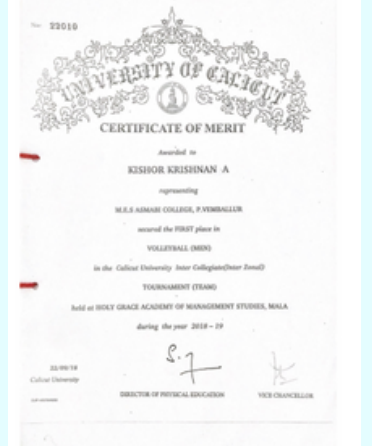 No: 22010
UNIVERSITY OF CALICUT
CERTIFICATE OF MERIT
Awarded to
KISHOR KRISHNAN A
representing
M.E.S ASMABI COLLEGE, P.VEMBALLUR
secured the FIRST place in
VOLLEYBALL (MEN)
in the Calicut University Inter Collegiate(Inter Zonal)
TOURNAMENT (TEAM)
held at HOLY GRACE ACADEMY OF MANAGEMENT STUDIES, MALA
during the year 2018 – 19
Calicut University
DIRECTOR OF PHYSICAL EDUCATION
VICE CHANCELLOR